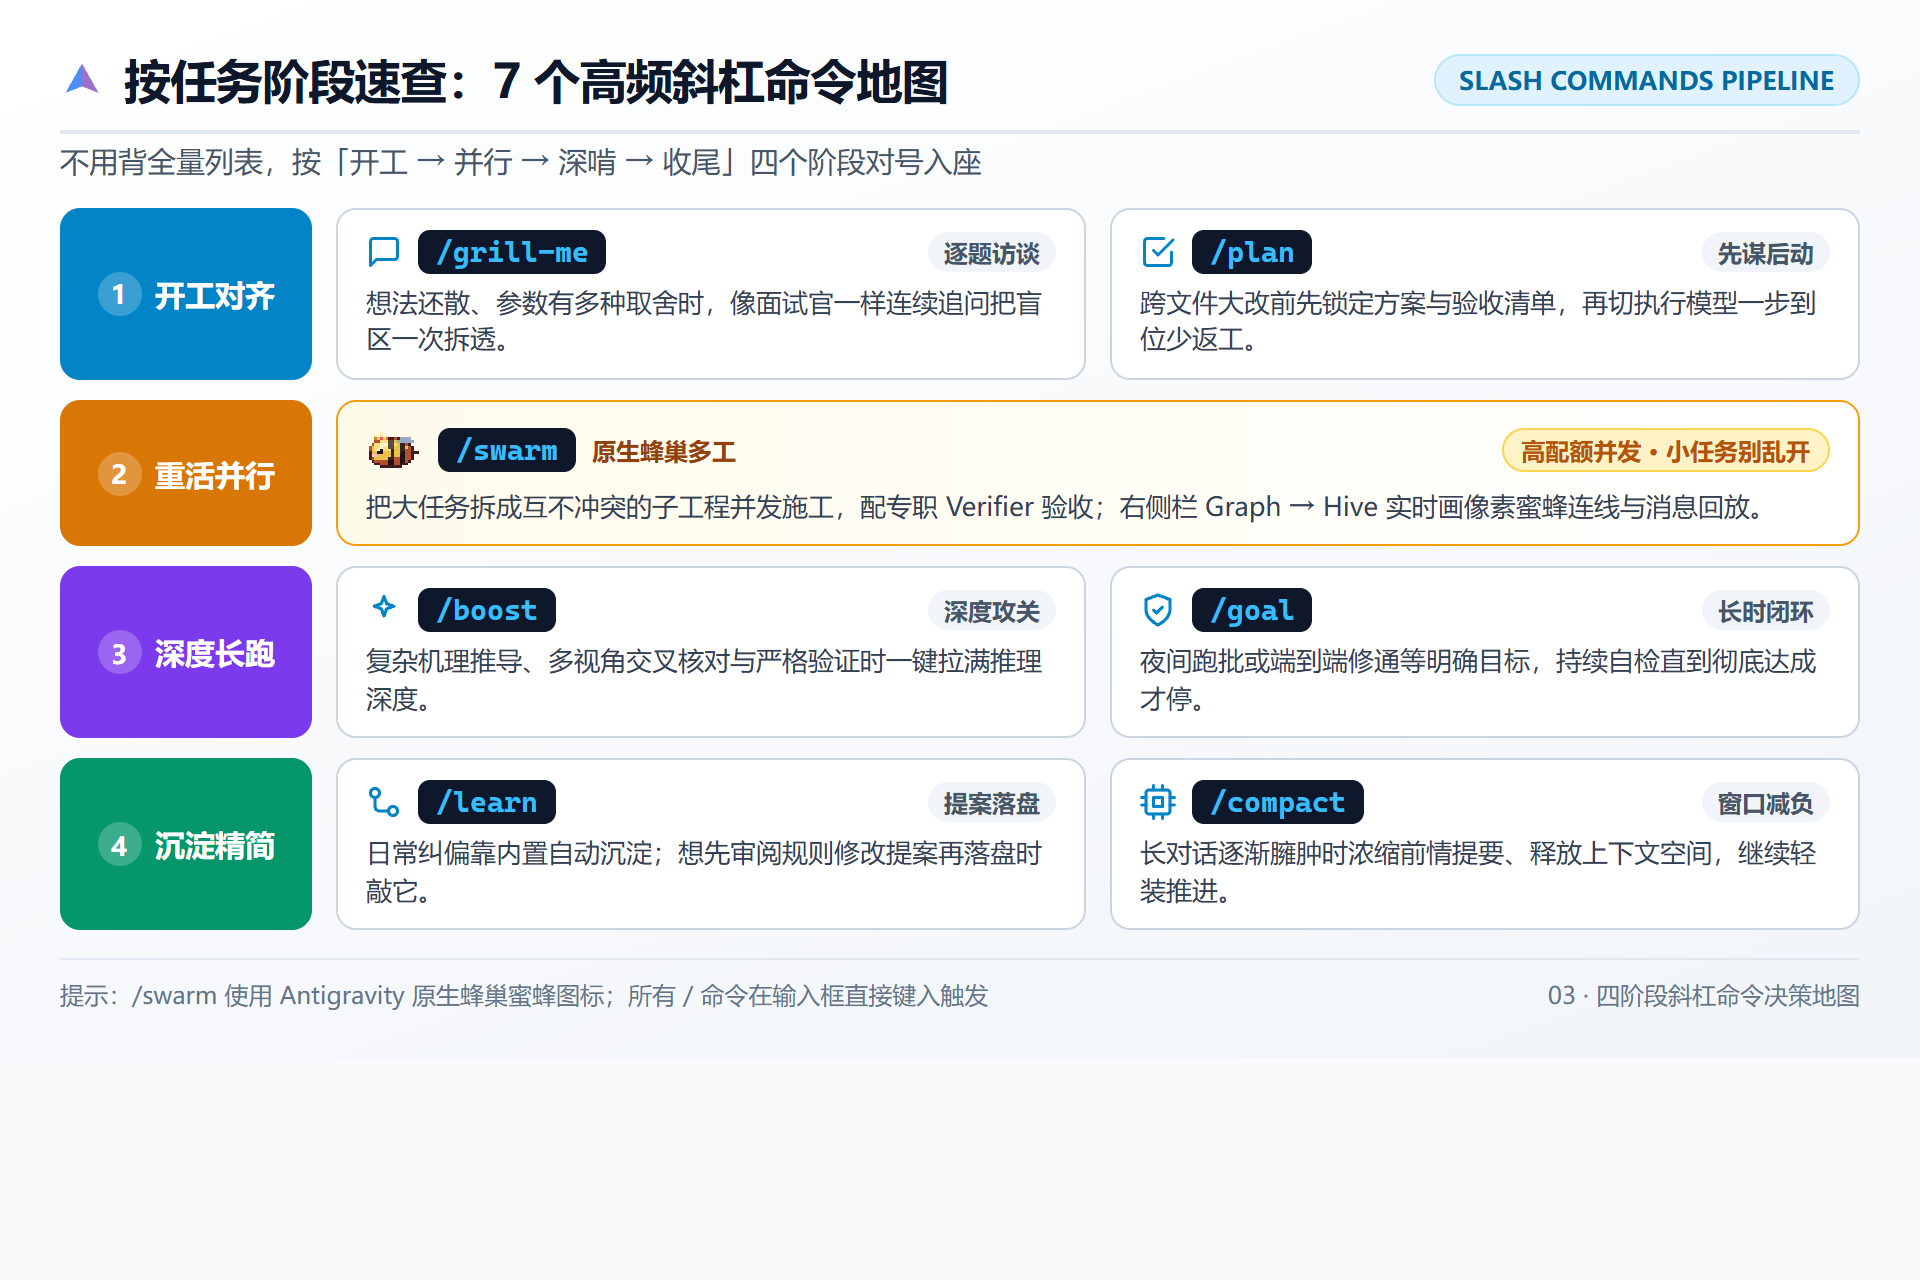 按任务阶段速查：7 个高频斜杠命令地图
SLASH COMMANDS PIPELINE
不用背全量列表，按「开工 → 并行 → 深啃 → 收尾」四个阶段对号入座
1 开工对齐
/grill-me
逐题访谈
想法还散、参数有多种取舍时，像面试官一样连续追问把盲
区一次拆透。
/plan
先谋后动
跨文件大改前先锁定方案与验收清单，再切执行模型一步到
位少返工。
2 重活并行
/swarm 原生蜂巢多工
高配额并发 • 小任务别乱开
把大任务拆成互不冲突的子工程并发施工，配专职 Verifier 验收；右侧栏 Graph → Hive 实时画像素蜜蜂连线与消息回放。
3 深度长跑
/boost
深度攻关
复杂机理推导、多视角交叉核对与严格验证时一键拉满推理
深度。
/goal
长时闭环
夜间跑批或端到端修通等明确目标，持续自检直到彻底达成
才停。
4 沉淀精简
/learn
提案落盘
日常纠偏靠内置自动沉淀；想先审阅规则修改提案再落盘时
敲它。
/compact
窗口减负
长对话逐渐臃肿时浓缩前情提要、释放上下文空间，继续轻
装推进。
提示：/swarm 使用 Antigravity 原生蜂巢蜜蜂图标；所有 / 命令在输入框直接键入触发
03 · 四阶段斜杠命令决策地图